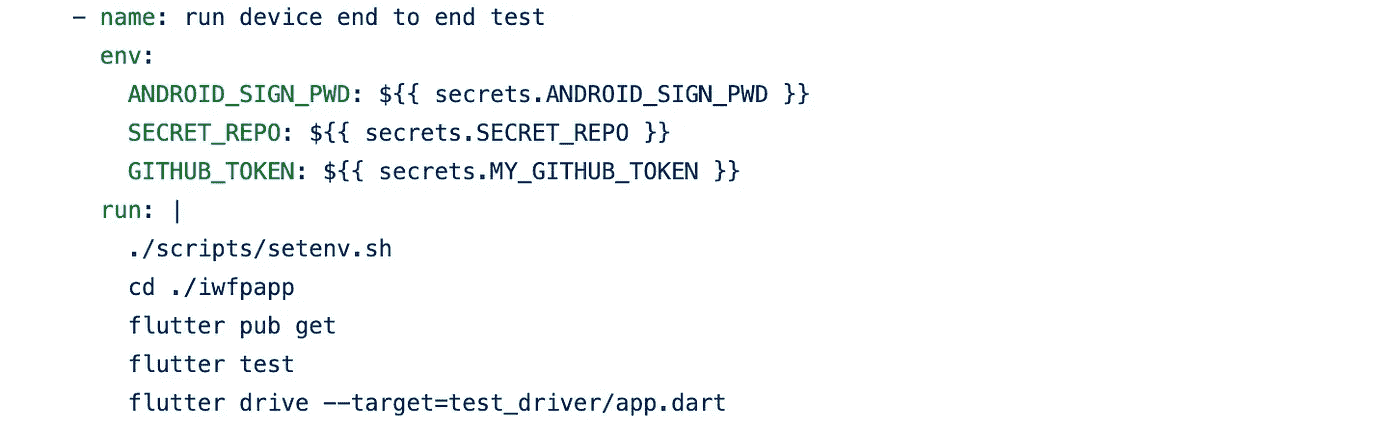 - name: run device end to end test
env:
ANDROID_SIGN_PWD: ${{ secrets.ANDROID_SIGN_PWD }}
SECRET_REPO: ${{ secrets.SECRET_REPO }}
GITHUB_TOKEN: ${{ secrets.MY_GITHUB_TOKEN }}
run: |
./scripts/setenv.sh
cd ./iwfpapp
flutter pub get
flutter test
flutter drive --target=test_driver/app.dart